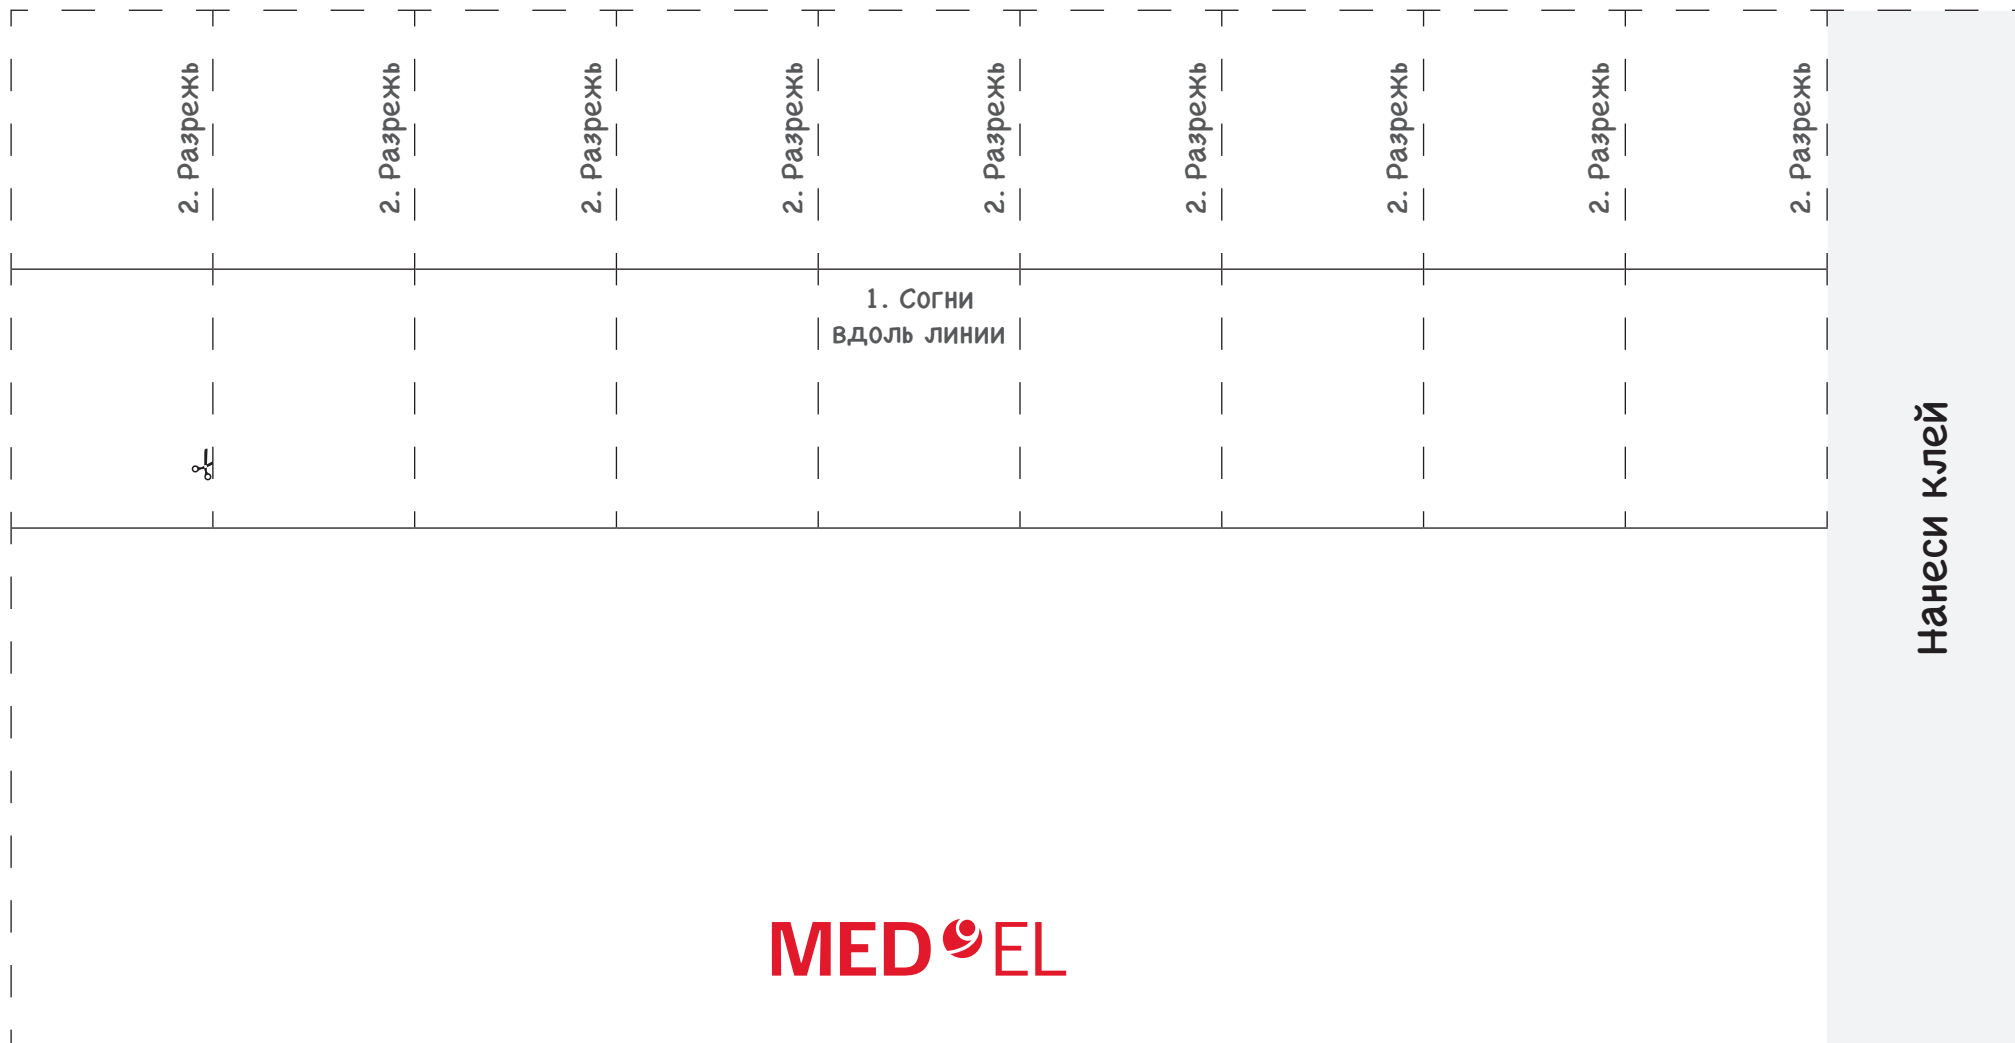 2. Разрежь
2. Разрежь
2. Разрежь
2. Разрежь
2. Разрежь
2. Разрежь
2. Разрежь
2. Разрежь
2. Разрежь
1. Согни
вдоль линии
Нанеси клей
MED EL